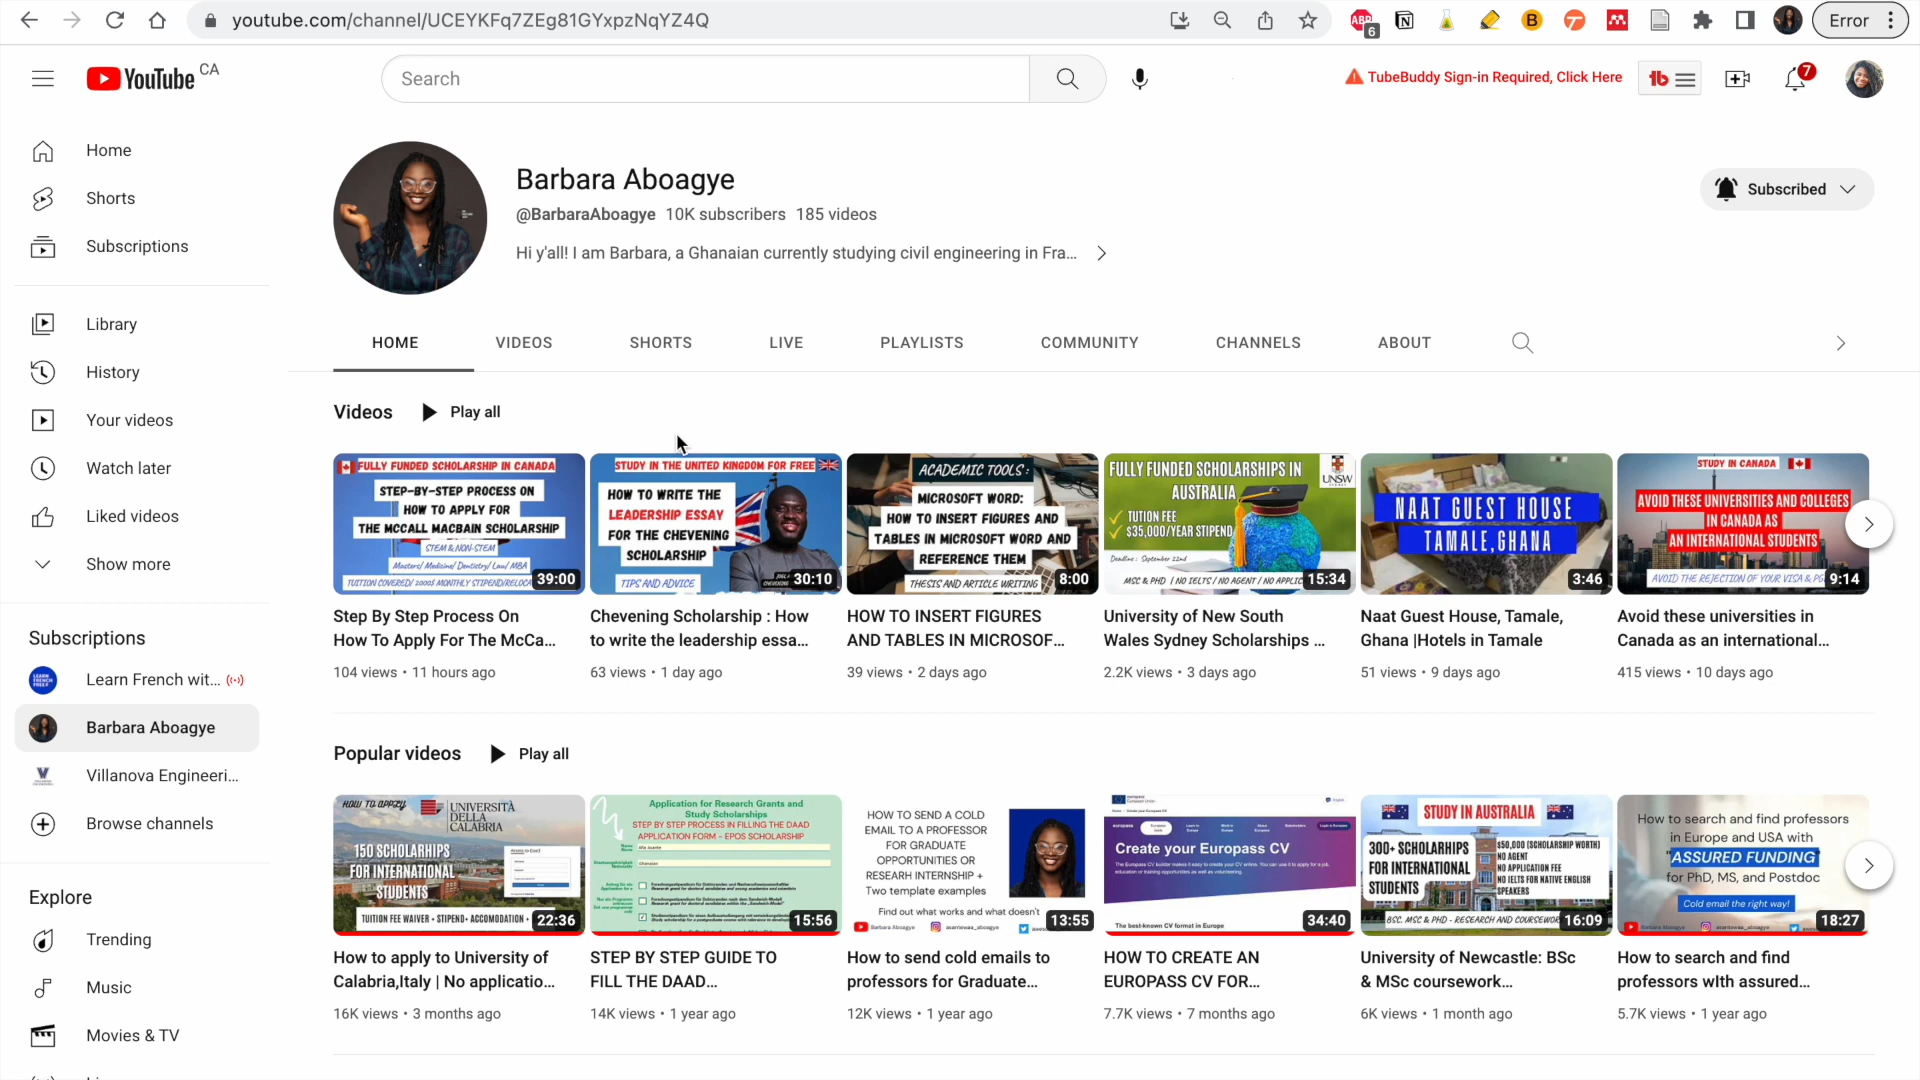 youtube.com/channel/UCEYKFq7ZEg81GYxpzNqYZ4Q
ABP
6
Error
YouTube CA
Search
TubeBuddy Sign-in Required, Click Here
7
Home
Shorts
Subscriptions
Library
History
Your videos
Watch later
Liked videos
Show more
Subscriptions
Learn French wit...
Barbara Aboagye
Villanova Engineeri...
Browse channels
Explore
Trending
Music
Movies & TV
Barbara Aboagye
@BarbaraAboagye 10K subscribers 185 videos
Hi y'all! I am Barbara, a Ghanaian currently studying civil engineering in Fra...
Subscribed
HOME VIDEOS SHORTS LIVE PLAYLISTS COMMUNITY CHANNELS ABOUT
Videos Play all
FULLY FUNDED SCHOLARSHIP IN CANADA
STEP-BY-STEP PROCESS ON
HOW TO APPLY FOR
THE MCCALL MACBAIN SCHOLARSHIP
STEM & NON-STEM
Masters/ Medicine/ Dentistry/ Law/ MBA
39:00
Step By Step Process On
How To Apply For The McCa...
104 views • 11 hours ago
STUDY IN THE UNITED KINGDOM FOR FREE
HOW TO WRITE THE
LEADERSHIP ESSAY
FOR THE CHEVENING
SCHOLARSHIP
TIPS AND ADVICE
30:10
Chevening Scholarship : How
to write the leadership essa...
63 views • 1 day ago
ACADEMIC TOOLS:
MICROSOFT WORD:
HOW TO INSERT FIGURES AND
TABLES IN MICROSOFT WORD AND
REFERENCE THEM
THESIS AND ARTICLE WRITING
8:00
HOW TO INSERT FIGURES
AND TABLES IN MICROSOF...
39 views • 2 days ago
FULLY FUNDED SCHOLARSHIPS IN
AUSTRALIA
UNSW
TUITION FEE
$35,000/YEAR STIPEND
Deadline : September 22nd
MSC & PHD | NO IELTS / NO AGENT / NO APPLIC
15:34
University of New South
Wales Sydney Scholarships ...
2.2K views • 3 days ago
NAAT GUEST HOUSE
TAMALE,GHANA
3:46
Naat Guest House, Tamale,
Ghana |Hotels in Tamale
51 views • 9 days ago
STUDY IN CANADA
AVOID THESE UNIVERSITIES AND COLLEGES
IN CANADA AS
AN INTERNATIONAL STUDENTS
AVOID THE REJECTION OF YOUR VISA &
9:14
Avoid these universities in
Canada as an international...
415 views • 10 days ago
Popular videos Play all
HOW TO APPLY
UNIVERSITÀ
DELLA
CALABRIA
150 SCHOLARHIPS
FOR INTERNATIONAL
STUDENTS
TUITION FEE WAIVER + STIPEND+ ACCOMODATION +
22:36
How to apply to University of
Calabria,Italy | No applicatio...
16K views • 3 months ago
Application for Research Grants and
Study Scholarships
STEP BY STEP PROCESS IN FILLING THE DAAD
APPLICATION FORM - EPOS SCHOLARSHIP
15:56
STEP BY STEP GUIDE TO
FILL THE DAAD...
14K views • 1 year ago
HOW TO SEND A COLD
EMAIL TO A PROFESSOR
FOR GRADUATE
OPPORTUNITIES OR
RESEARH INTERNSHIP +
Two template examples
Find out what works and what doesn't
Barbara Aboagye asantewaa_aboagye
13:55
How to send cold emails to
professors for Graduate...
12K views • 1 year ago
europass
Create your Europass CV
The best-known CV format in Europe
34:40
HOW TO CREATE AN
EUROPASS CV FOR...
7.7K views • 7 months ago
STUDY IN AUSTRALIA
300+ SCHOLARHIPS
FOR INTERNATIONAL
STUDENTS
$50,000 (SCHOLARSHIP WORTH)
NO AGENT
NO APPLICATION FEE
NO IELTS FOR NATIVE ENGLISH
SPEAKERS
BSC. MSC & PHD - RESEARCH AND COURSEWOR
16:09
University of Newcastle: BSc
& MSc coursework...
6K views • 1 month ago
How to search and find professors
in Europe and USA with
"ASSURED FUNDING
for PhD, MS, and Postdoc
Cold email the right way!
Barbara Aboagye asantewaa_aboagye
18:27
How to search and find
professors with assured...
5.7K views • 1 year ago